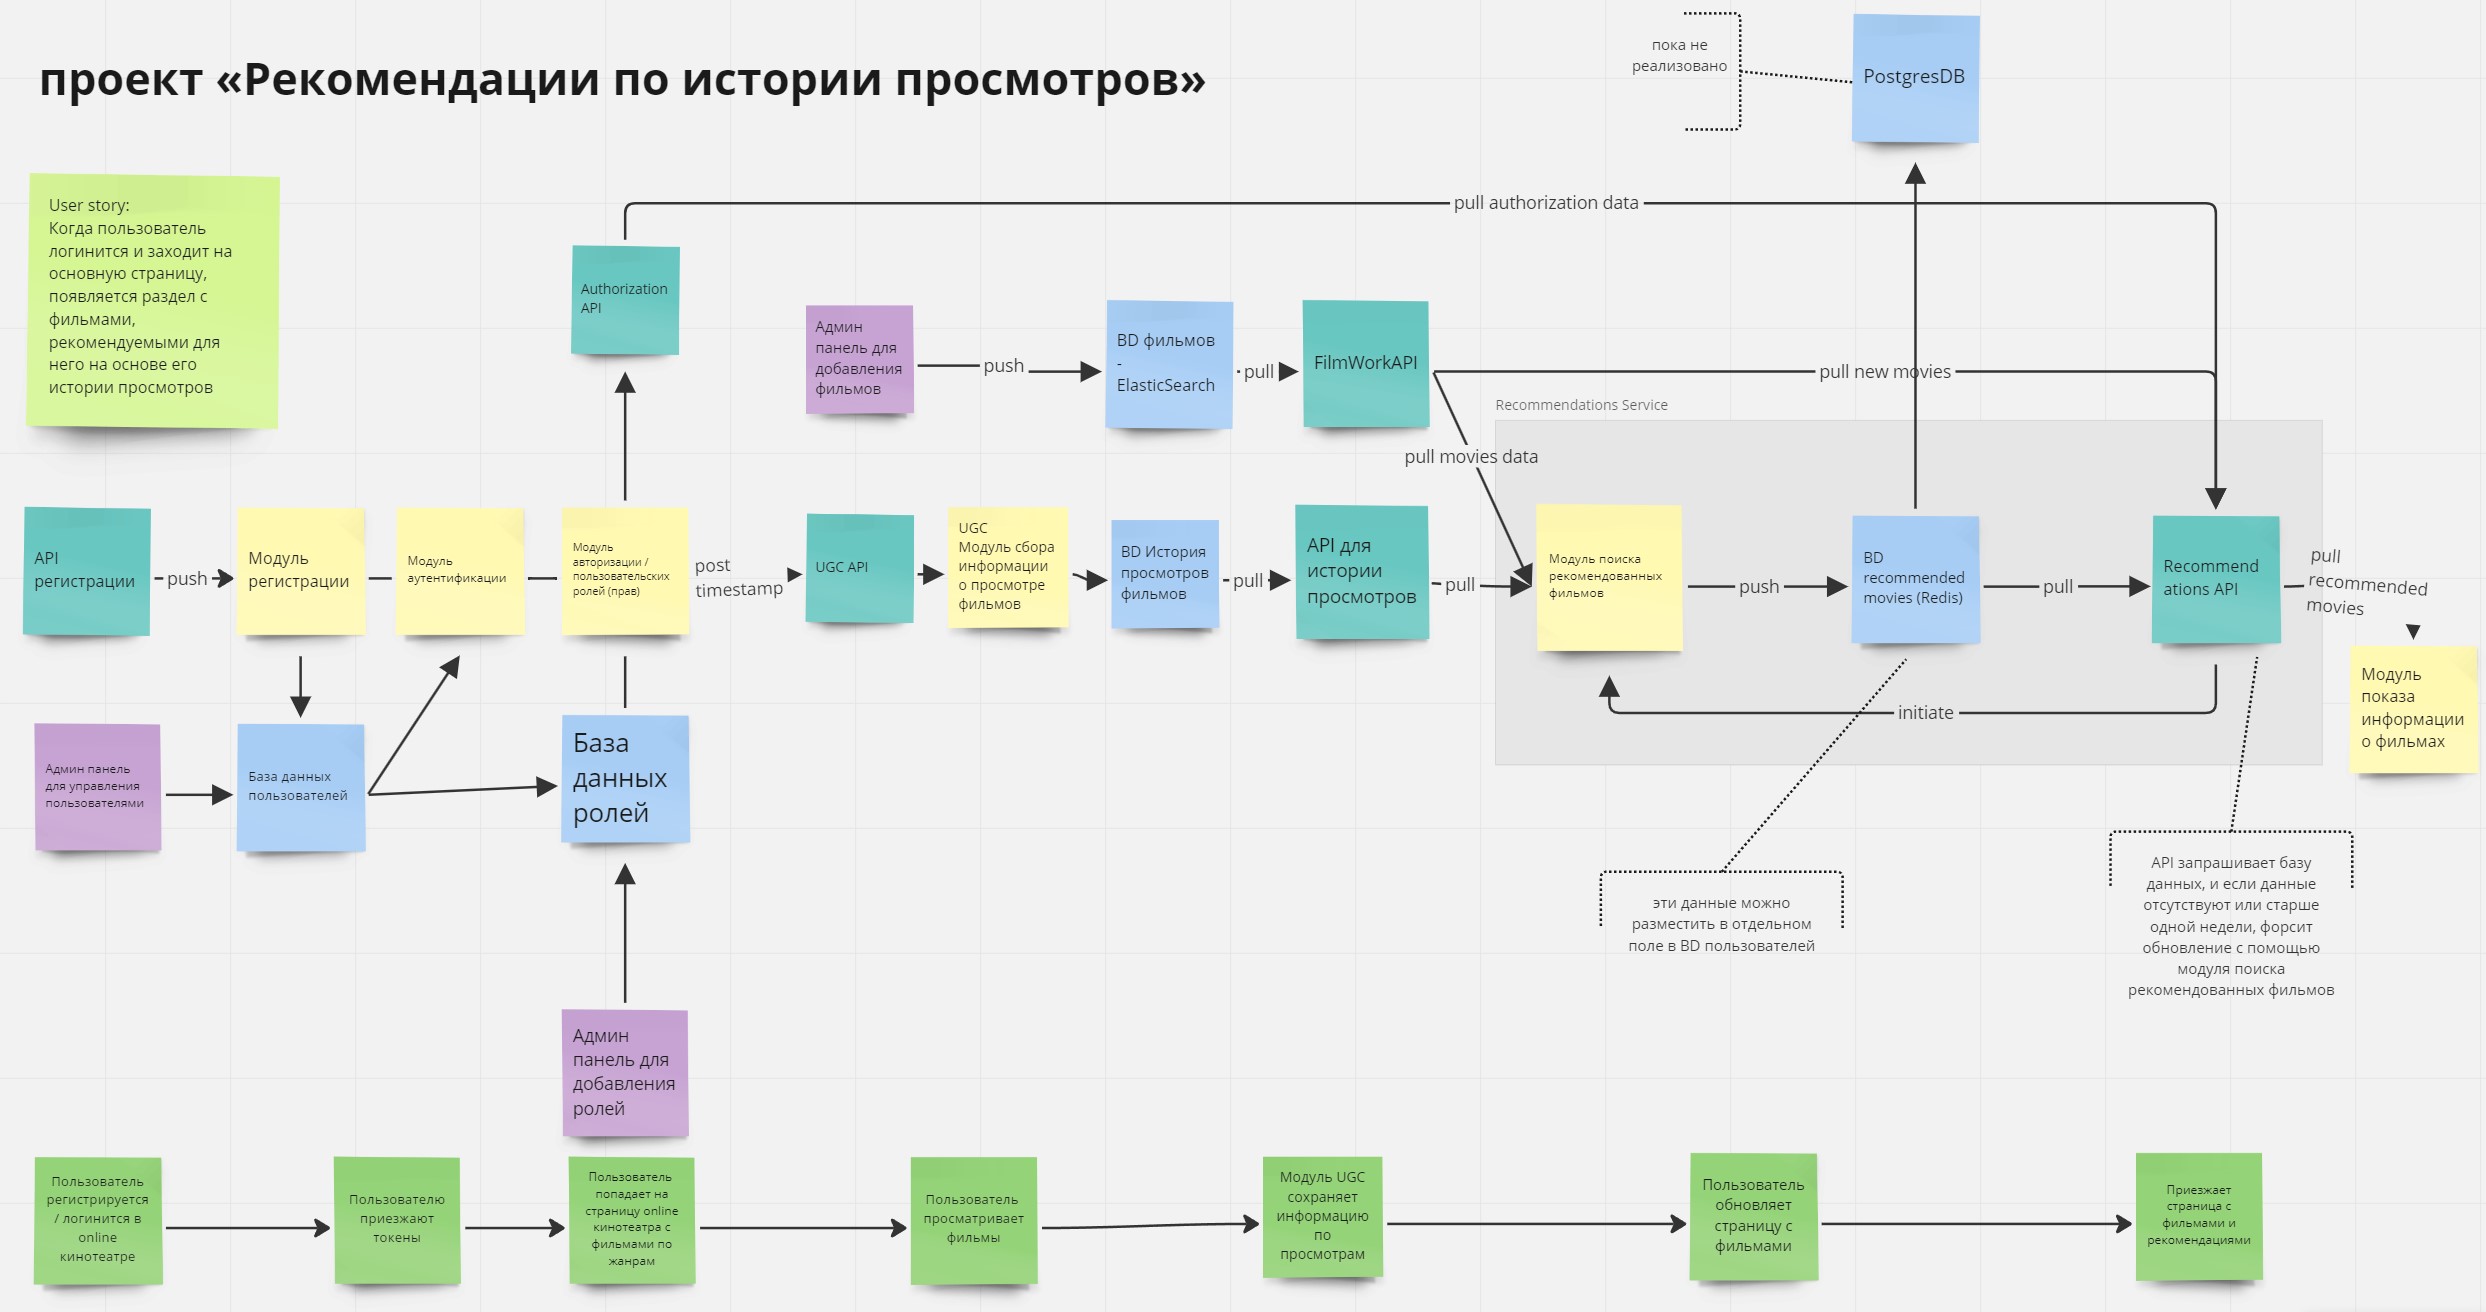 проект «Рекомендации по истории просмотров»
пока не
реализовано
PostgresDB
User story:
Когда пользователь
логинится и заходит на
основную страницу,
появляется раздел с
фильмами,
рекомендуемыми для
него на основе его
истории просмотров
pull authorization data
Authorization
API
Админ
панель для
добавления
фильмов
push
BD фильмов
-
ElasticSearch
pull
FilmWorkAPI
pull new movies
Recommendations Service
pull movies data
API
регистрации
push
Модуль
регистрации
Модуль
аутентификации
Модуль
авторизации /
пользовательских
ролей (прав)
post
timestamp
UGC API
UGC
Модуль сбора
информации
о просмотре
фильмов
BD История
просмотров
фильмов
pull
API для
истории
просмотров
pull
Модуль поиска
рекомендованных
фильмов
push
BD
recommended
movies (Redis)
pull
Recommend
ations API
pull
recommended
movies
initiate
Модуль
показа
информации
о фильмах
Админ панель
для управления
пользователями
База данных
пользователей
База
данных
ролей
эти данные можно
разместить в отдельном
поле в BD пользователей
API запрашивает базу
данных, и если данные
отсутствуют или старше
одной недели, форсит
обновление с помощью
модуля поиска
рекомендованных фильмов
Админ
панель для
добавления
ролей
Пользователь
регистрируется
/ логинится в
online
кинотеатре
Пользователю
приезжают
токены
Пользователь
попадает на
страницу online
кинотеатра с
фильмами по
жанрам
Пользователь
просматривает
фильмы
Модуль UGC
сохраняет
информацию
по
просмотрам
Пользователь
обновляет
страницу с
фильмами
Приезжает
страница с
фильмами и
рекомендациями